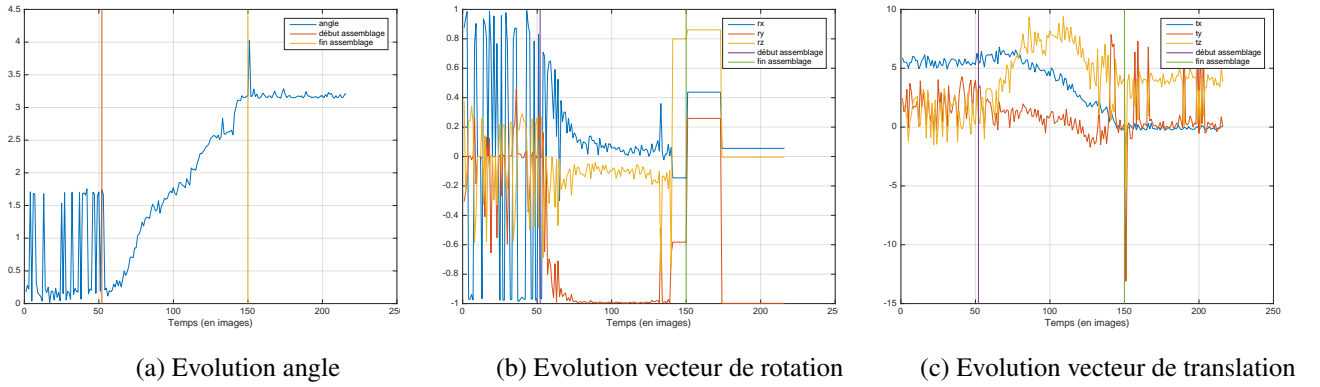 4.5
4
3.5
3
2.5
2
1.5
1
0.5
0
angle
début assemblage
fin assemblage
0 50 100 150 200 25
Temps (en images)
1
0.8
0.6
0.4
0.2
0
-0.2
-0.4
-0.6
-0.8
-1
rx
ry
rz
début assemblage
fin assemblage
0 50 100 150 200 25
Temps (en images)
10
5
0
-5
-10
-15
tx
ty
tz
début assemblage
fin assemblage
0 50 100 150 200 250
Temps (en images)
(a) Evolution angle
(b) Evolution vecteur de rotation
(c) Evolution vecteur de translation